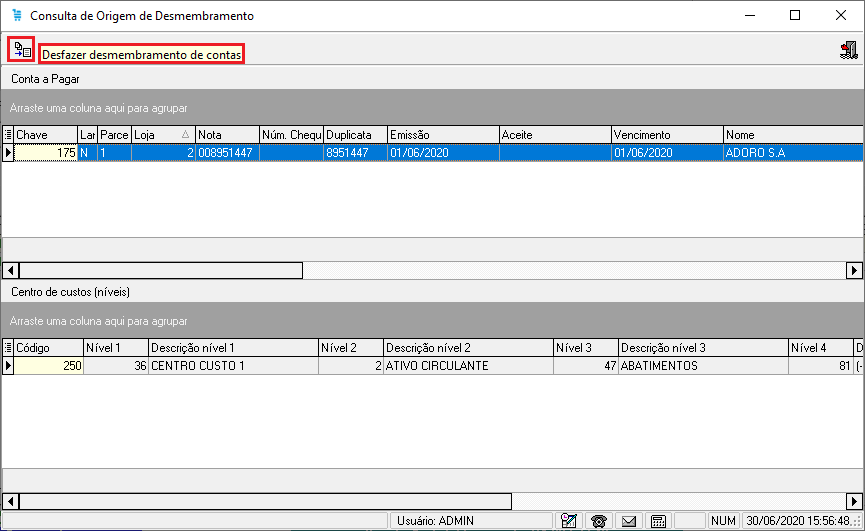 Consulta de Origem de Desmembramento
Desfazer desmembramento de contas
Conta a Pagar
Arraste uma coluna aqui para agrupar
Chave Lar Parce Loja Nota Núm. Chequ Duplicata Emissão Aceite Vencimento Nome
175 N 1 2 008951447 8951447 01/06/2020 01/06/2020 ADORO S.A
Centro de custos (níveis)
Arraste uma coluna aqui para agrupar
Código Nível 1 Descrição nível 1 Nível 2 Descrição nível 2 Nível 3 Descrição nível 3 Nível 4 D
250 36 CENTRO CUSTO 1 2 ATIVO CIRCULANTE 47 ABATIMENTOS 81 (-
Usuário: ADMIN NUM 30/06/2020 15:56:48